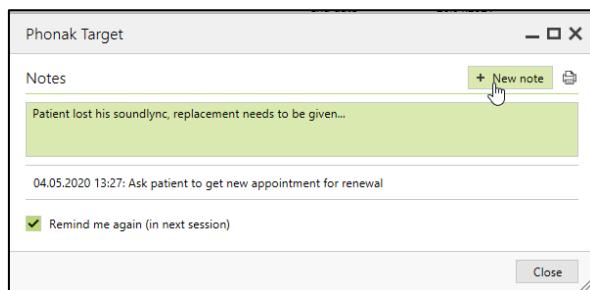 Phonak Target
Notes
+ New note
Patient lost his soundlync, replacement needs to be given...
04.05.2020 13:27: Ask patient to get new appointment for renewal
Remind me again (in next session)
Close